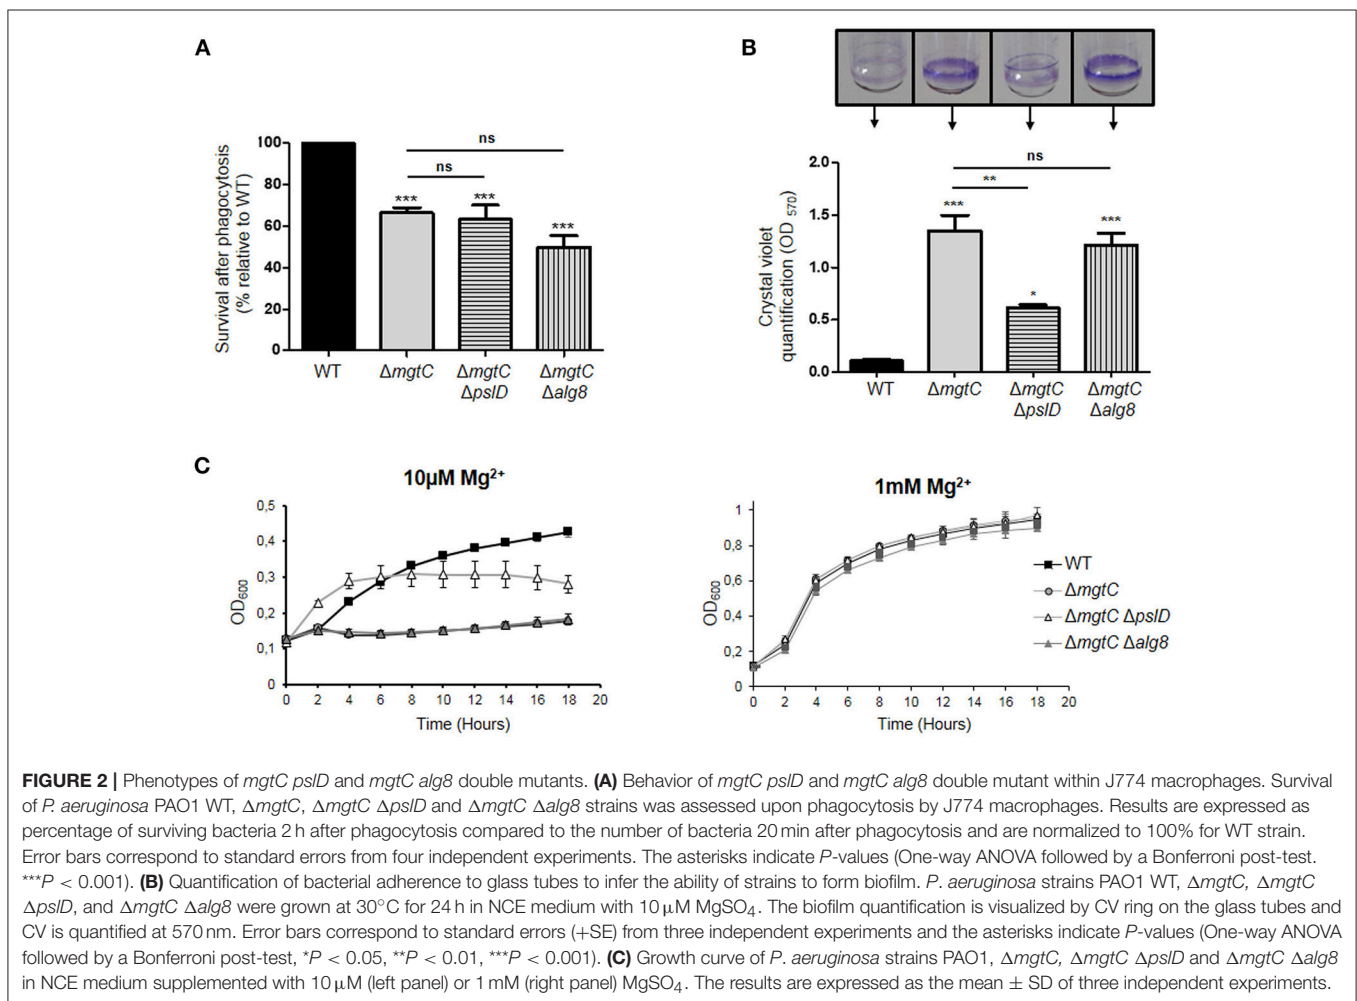 A
ns
ns
***
***
***
100
80
60
40
20
0
Survival after phagocytosis
(% relative to WT)
WT
ΔmgtC
ΔmgtC
ΔpslD
ΔmgtC
Δalg8
B
ns
**
***
*
***
2.0
1.5
1.0
0.5
0.0
Crystal violet
quantification (OD 570)
WT
ΔmgtC
ΔmgtC
ΔpslD
ΔmgtC
Δalg8
C
10µM Mg2+
0,5
0,4
0,3
0,2
0,1
0
OD600
0 2 4 6 8 10 12 14 16 18 20
Time (Hours)
1mM Mg2+
1
0,8
0,6
0,4
0,2
0
OD600
0 2 4 6 8 10 12 14 16 18 20
Time (Hours)
WT
ΔmgtC
ΔmgtC ΔpslD
ΔmgtC Δalg8
FIGURE 2 | Phenotypes of mgtC pslD and mgtC alg8 double mutants. (A) Behavior of mgtC pslD and mgtC alg8 double mutant within J774 macrophages. Survival
of P. aeruginosa PAO1 WT, ΔmgtC, ΔmgtC ΔpslD and ΔmgtC Δalg8 strains was assessed upon phagocytosis by J774 macrophages. Results are expressed as
percentage of surviving bacteria 2 h after phagocytosis compared to the number of bacteria 20 min after phagocytosis and are normalized to 100% for WT strain.
Error bars correspond to standard errors from four independent experiments. The asterisks indicate P-values (One-way ANOVA followed by a Bonferroni post-test.
***P < 0.001). (B) Quantification of bacterial adherence to glass tubes to infer the ability of strains to form biofilm. P. aeruginosa strains PAO1 WT, ΔmgtC, ΔmgtC
ΔpslD, and ΔmgtC Δalg8 were grown at 30°C for 24 h in NCE medium with 10 µM MgSO4. The biofilm quantification is visualized by CV ring on the glass tubes and
CV is quantified at 570 nm. Error bars correspond to standard errors (+SE) from three independent experiments and the asterisks indicate P-values (One-way ANOVA
followed by a Bonferroni post-test, *P < 0.05, **P < 0.01, ***P < 0.001). (C) Growth curve of P. aeruginosa strains PAO1, ΔmgtC, ΔmgtC ΔpslD and ΔmgtC Δalg8
in NCE medium supplemented with 10 µM (left panel) or 1 mM (right panel) MgSO4. The results are expressed as the mean ± SD of three independent experiments.